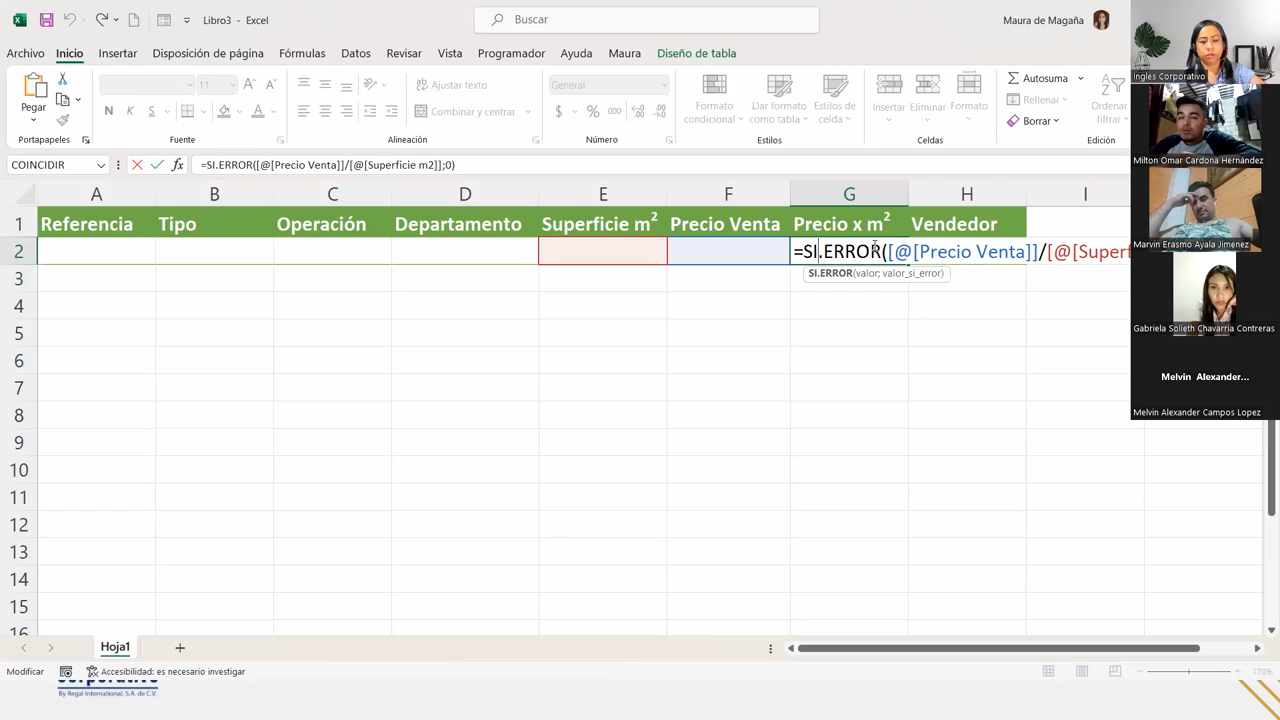 Libro3 - Excel
Buscar
Maura de Magaña
Archivo Inicio Insertar Disposición de página Fórmulas Datos Revisar Vista Programador Ayuda Maura Diseño de tabla
Pegar
Portapapeles
11
N K S
Fuente
Ajustar texto
Combinar y centrar
Alineación
General
$ % 000
Número
Formato condicional
Dar formato como tabla
Estilos de celda
Estilos
Insertar
Eliminar
Formato
Celdas
Autosuma
Rellenar
Borrar
Ordenar
Edición
COINCIDIR
fx
=SI.ERROR([@[Precio Venta]]/[@[Superficie m2]];0)
A B C D E F G H I
1 Referencia Tipo Operación Departamento Superficie m² Precio Venta Precio x m² Vendedor
2 =SI.ERROR([@[Precio Venta]]/[@[Superf
SI.ERROR(valor; valor_si_error)
3
4
5
6
7
8
9
10
11
12
13
14
15
16
Hoja1
Modificar
Accesibilidad: es necesario investigar
170%
By Regal International, S.A. de C.V.
Ingles Corporativo
Milton Omar Cardona Hernández
Marvin Erasmo Ayala Jimenez
Gabriela Solieth Chavarria Contreras
Melvin Alexander...
Melvin Alexander Campos Lopez